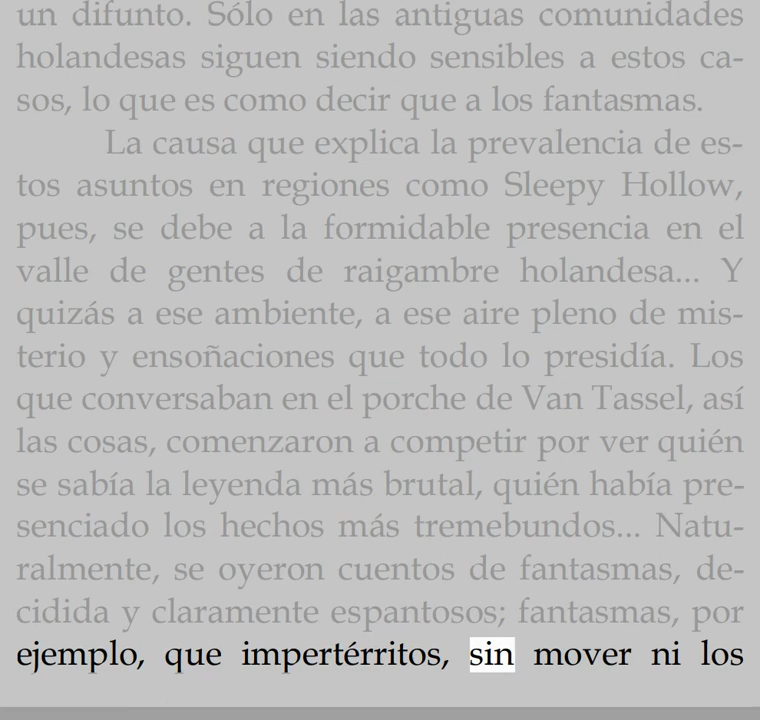 un difunto. Sólo en las antiguas comunidades
holandesas siguen siendo sensibles a estos ca-
sos, lo que es como decir que a los fantasmas.
La causa que explica la prevalencia de es-
tos asuntos en regiones como Sleepy Hollow,
pues, se debe a la formidable presencia en el
valle de gentes de raigambre holandesa... Y
quizás a ese ambiente, a ese aire pleno de mis-
terio y ensoñaciones que todo lo presidía. Los
que conversaban en el porche de Van Tassel, así
las cosas, comenzaron a competir por ver quién
se sabía la leyenda más brutal, quién había pre-
senciado los hechos más tremebundos... Natu-
ralmente, se oyeron cuentos de fantasmas, de-
cidida y claramente espantosos; fantasmas, por
ejemplo, que impertérritos, sin mover ni los